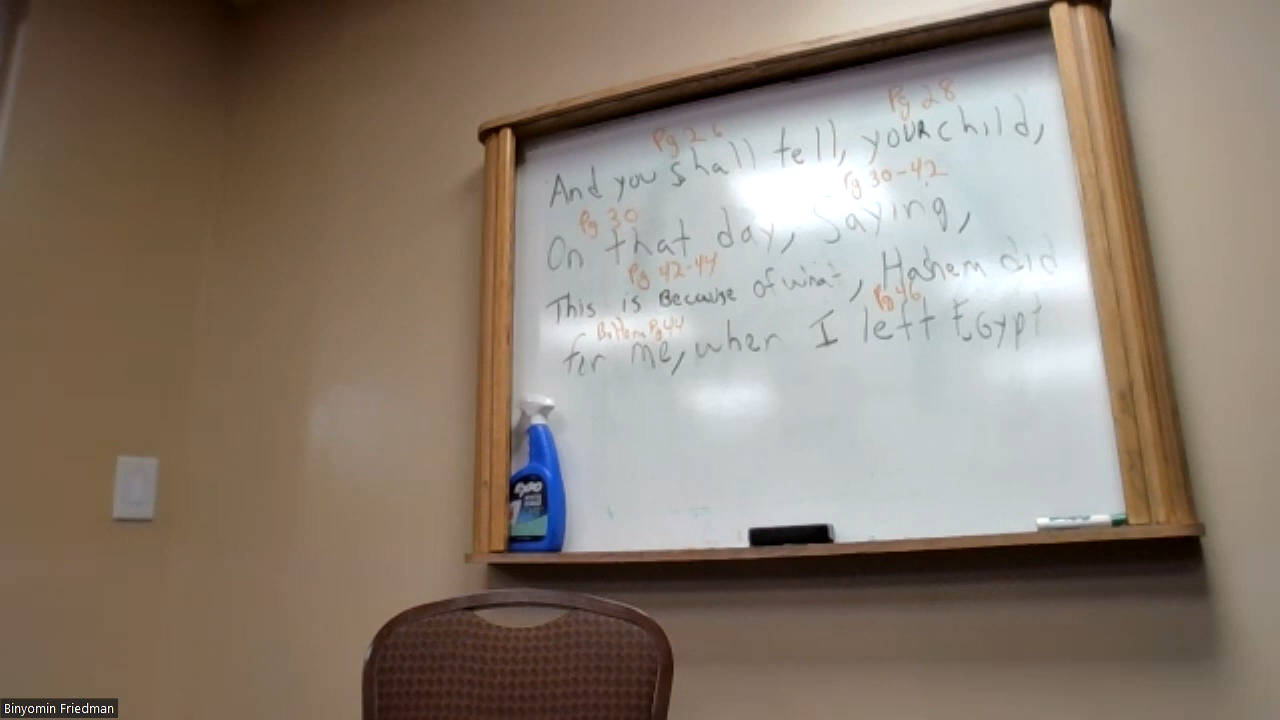 Pg 26 Pg 28
And you shall tell, your child,
Pg 30 Pg 30-42
On that day, Saying,
Pg 42-44
This is Because of what, Hashem did
Bottom Pg 44 Pg 46
for me, when I left Egypt
EXPO
Binyomin Friedman